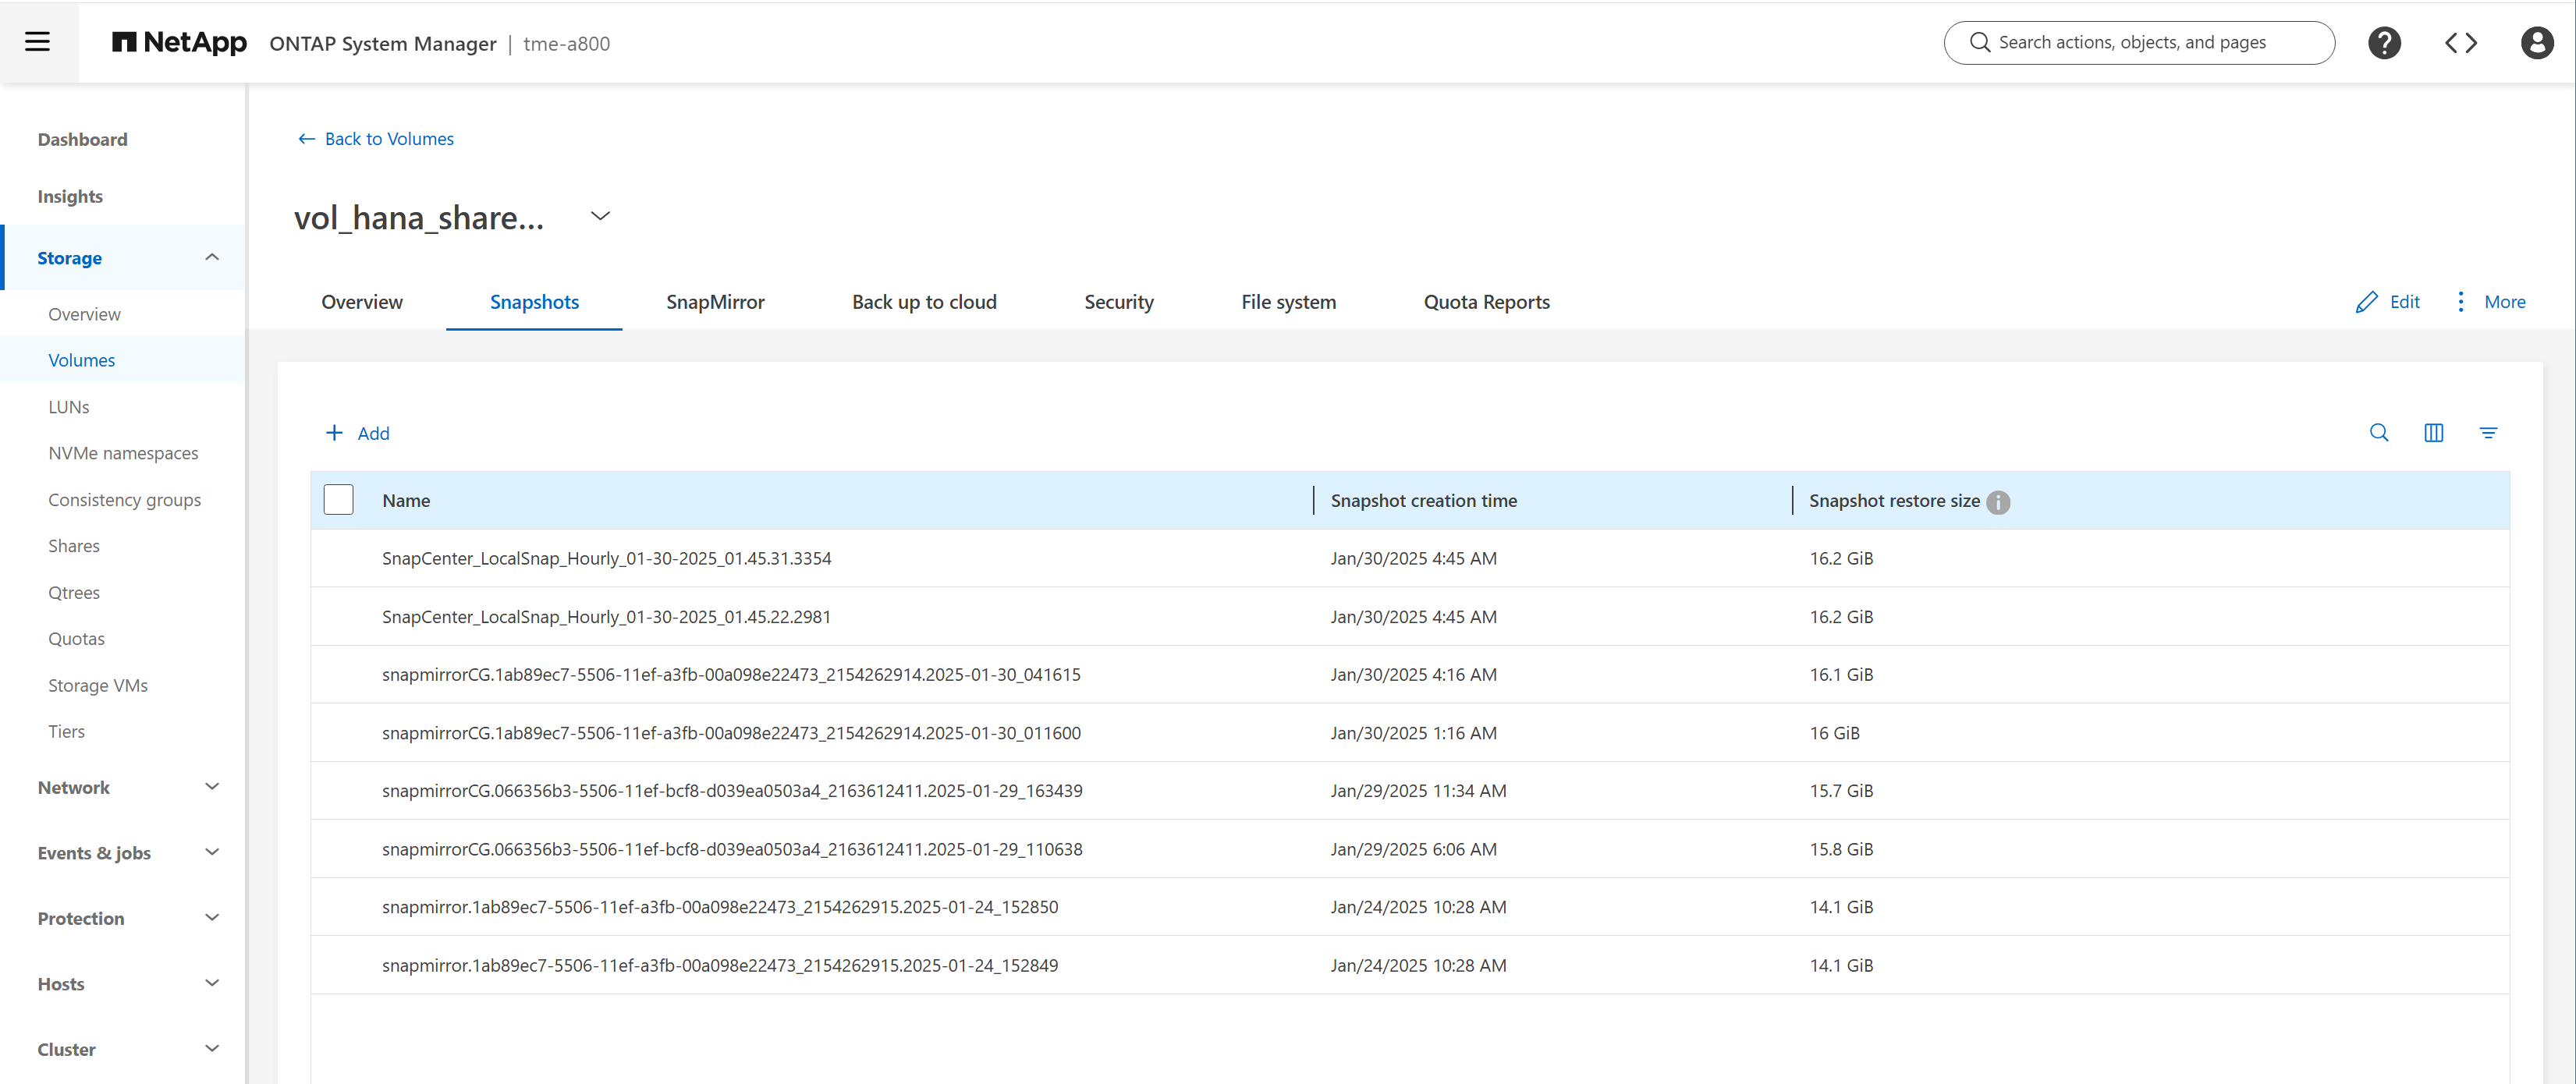 NetApp ONTAP System Manager | tme-a800
Search actions, objects, and pages
Dashboard
Insights
Storage
Overview
Volumes
LUNs
NVMe namespaces
Consistency groups
Shares
Qtrees
Quotas
Storage VMs
Tiers
Network
Events & jobs
Protection
Hosts
Cluster
Back to Volumes
vol_hana_share...
Overview Snapshots SnapMirror Back up to cloud Security File system Quota Reports Edit More
Add
Name Snapshot creation time Snapshot restore size
SnapCenter_LocalSnap_Hourly_01-30-2025_01.45.31.3354 Jan/30/2025 4:45 AM 16.2 GiB
SnapCenter_LocalSnap_Hourly_01-30-2025_01.45.22.2981 Jan/30/2025 4:45 AM 16.2 GiB
snapmirrorCG.1ab89ec7-5506-11ef-a3fb-00a098e22473_2154262914.2025-01-30_041615 Jan/30/2025 4:16 AM 16.1 GiB
snapmirrorCG.1ab89ec7-5506-11ef-a3fb-00a098e22473_2154262914.2025-01-30_011600 Jan/30/2025 1:16 AM 16 GiB
snapmirrorCG.066356b3-5506-11ef-bcf8-d039ea0503a4_2163612411.2025-01-29_163439 Jan/29/2025 11:34 AM 15.7 GiB
snapmirrorCG.066356b3-5506-11ef-bcf8-d039ea0503a4_2163612411.2025-01-29_110638 Jan/29/2025 6:06 AM 15.8 GiB
snapmirror.1ab89ec7-5506-11ef-a3fb-00a098e22473_2154262915.2025-01-24_152850 Jan/24/2025 10:28 AM 14.1 GiB
snapmirror.1ab89ec7-5506-11ef-a3fb-00a098e22473_2154262915.2025-01-24_152849 Jan/24/2025 10:28 AM 14.1 GiB